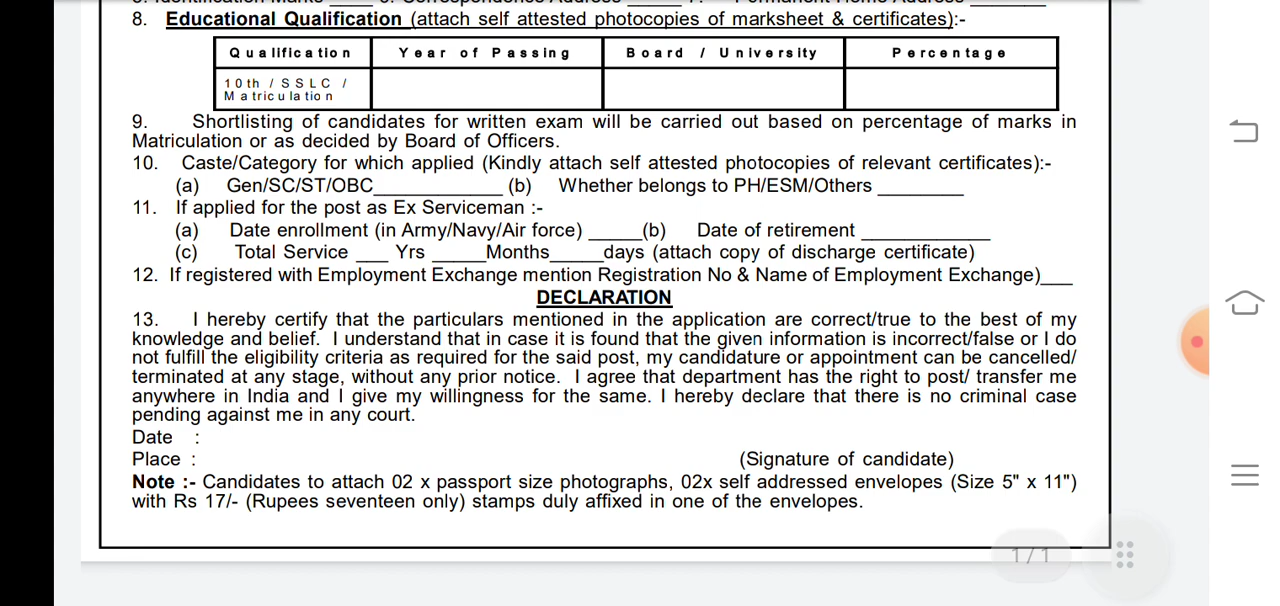 8. Educational Qualification (attach self attested photocopies of marksheet & certificates):-
Qualification Year of Passing Board / University Percentage
10th / SSLC /
Matriculation
9. Shortlisting of candidates for written exam will be carried out based on percentage of marks in
Matriculation or as decided by Board of Officers.
10. Caste/Category for which applied (Kindly attach self attested photocopies of relevant certificates):-
(a) Gen/SC/ST/OBC____________ (b) Whether belongs to PH/ESM/Others ________
11. If applied for the post as Ex Serviceman :-
(a) Date enrollment (in Army/Navy/Air force) _____(b) Date of retirement ____________
(c) Total Service ___ Yrs _____Months_____days (attach copy of discharge certificate)
12. If registered with Employment Exchange mention Registration No & Name of Employment Exchange)___
DECLARATION
13. I hereby certify that the particulars mentioned in the application are correct/true to the best of my
knowledge and belief. I understand that in case it is found that the given information is incorrect/false or I do
not fulfill the eligibility criteria as required for the said post, my candidature or appointment can be cancelled/
terminated at any stage, without any prior notice. I agree that department has the right to post/ transfer me
anywhere in India and I give my willingness for the same. I hereby declare that there is no criminal case
pending against me in any court.
Date :
Place : (Signature of candidate)
Note :- Candidates to attach 02 x passport size photographs, 02x self addressed envelopes (Size 5" x 11")
with Rs 17/- (Rupees seventeen only) stamps duly affixed in one of the envelopes.
1/1